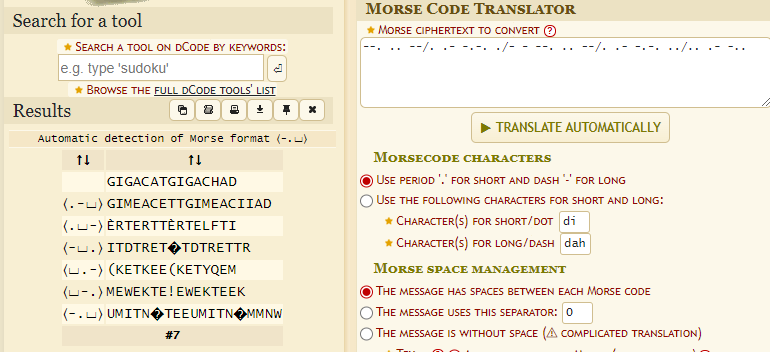 Search for a tool
★ Search a tool on dCode by keywords:
e.g. type 'sudoku'
★ Browse the full dCode tools' list
Results
Automatic detection of Morse format ⟨-.␣⟩
↑↓ ↑↓
GIGACATGIGACHAD
⟨.-␣⟩ GIMEACETTGIMEACIIAD
⟨.␣-⟩ ÈRTERTTÈRTELFTI
⟨-␣.⟩ ITDTRET�TDTRETTR
⟨␣.-⟩ (KETKEE(KETYQEM
⟨␣-.⟩ MEWEKTE!EWEKTEEK
⟨-.␣⟩ UMITN�TEEUMITN�MMNW
#7
Morse Code Translator
★ Morse ciphertext to convert ?
--. .. --/. .- -.-. ./- - --. .. --/. .- -.-. ../.. .- -..
▶ TRANSLATE AUTOMATICALLY
Morsecode characters
Use period '.' for short and dash '-' for long
Use the following characters for short and long:
★ Character(s) for short/dot di
★ Character(s) for long/dash dah
Morse space management
The message has spaces between each Morse code
The message uses this separator: 0
The message is without space (⚠ complicated translation)